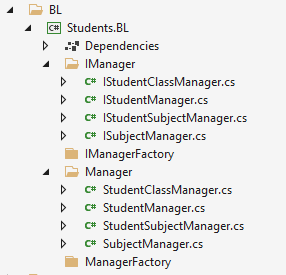 BL
Students.BL
Dependencies
IManager
C# IStudentClassManager.cs
C# IStudentManager.cs
C# IStudentSubjectManager.cs
C# ISubjectManager.cs
IManagerFactory
Manager
C# StudentClassManager.cs
C# StudentManager.cs
C# StudentSubjectManager.cs
C# SubjectManager.cs
ManagerFactory